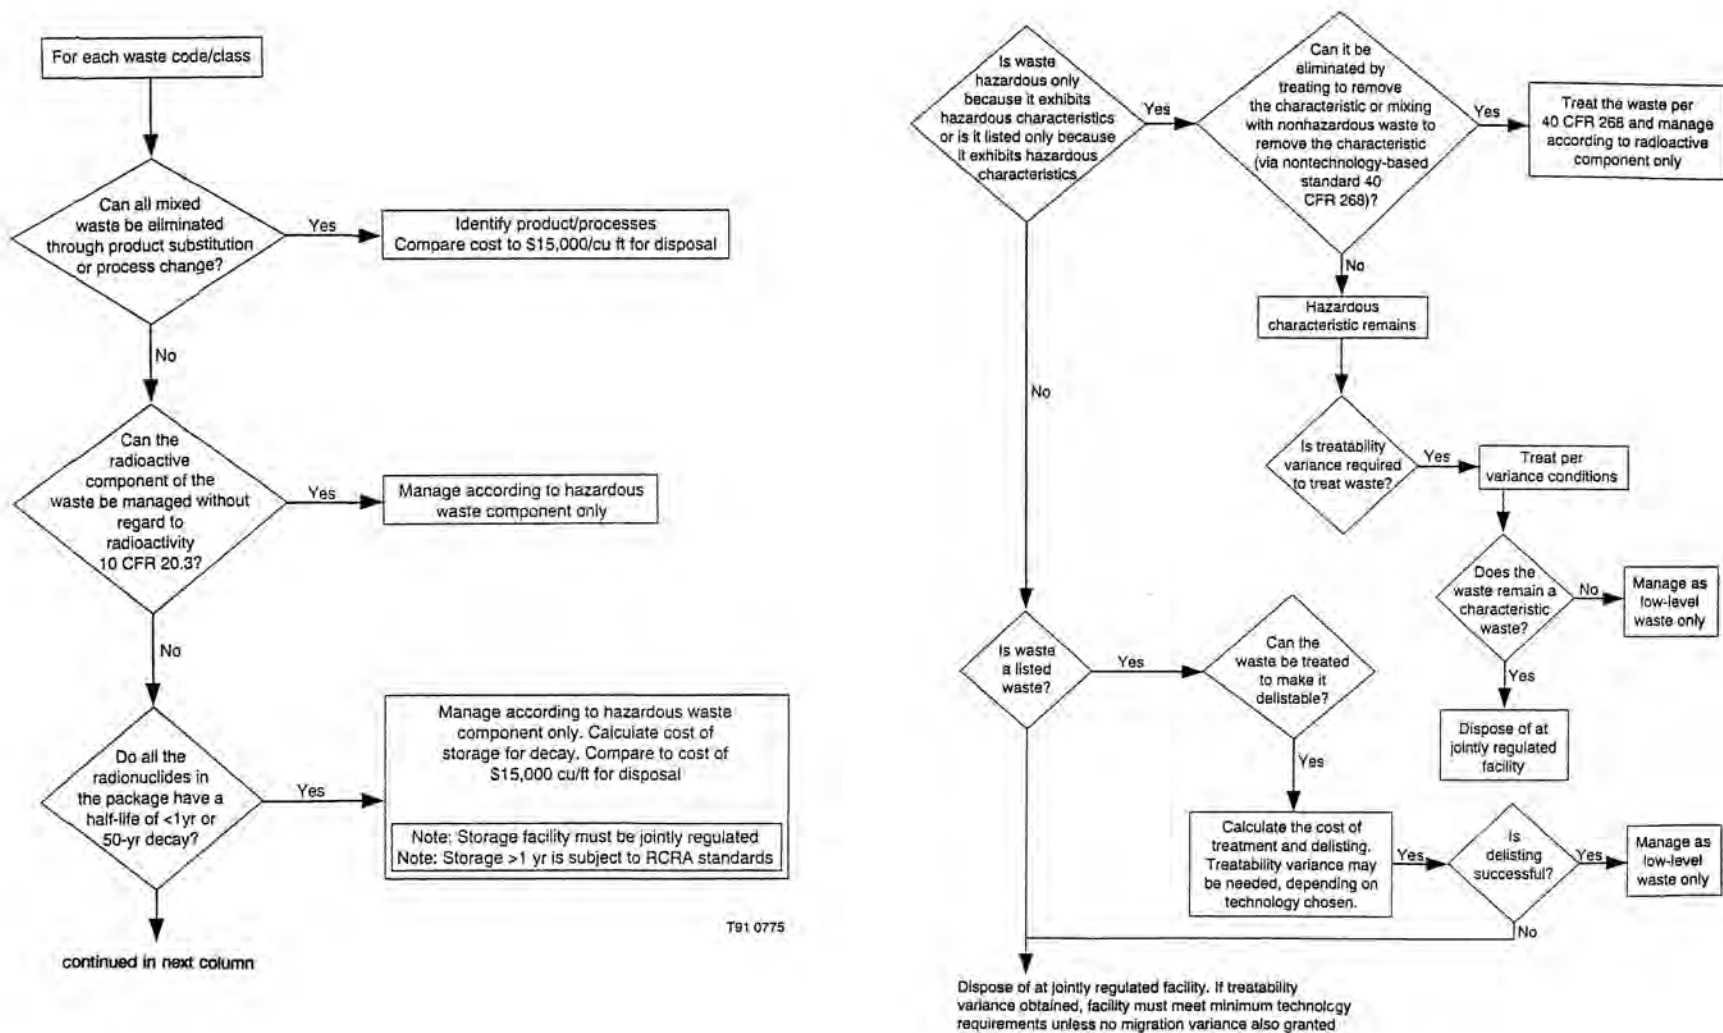 For each waste code/class
Can all mixed
waste be eliminated
through product substitution
or process change?
Yes
Identify product/processes
Compare cost to $15,000/cu ft for disposal
No
Can the
radioactive
component of the
waste be managed without
regard to
radioactivity
10 CFR 20.3?
Yes
Manage according to hazardous
waste component only
No
Do all the
radionuclides in
the package have a
half-life of <1yr or
50-yr decay?
Yes
Manage according to hazardous waste
component only. Calculate cost of
storage for decay. Compare to cost of
$15,000 cu/ft for disposal
Note: Storage facility must be jointly regulated
Note: Storage >1 yr is subject to RCRA standards
T91 0775
continued in next column
Is waste
hazardous only
because it exhibits
hazardous characteristics
or is it listed only because
it exhibits hazardous
characteristics
Yes
Can it be
eliminated by
treating to remove
the characteristic or mixing
with nonhazardous waste to
remove the characteristic
(via nontechnology-based
standard 40
CFR 268)?
Yes
Treat the waste per
40 CFR 268 and manage
according to radioactive
component only
No
Hazardous
characteristic remains
Is treatability
variance required
to treat waste?
Yes
Treat per
variance conditions
Does the
waste remain a
characteristic
waste?
No
Manage as
low-level
waste only
Yes
Dispose of at
jointly regulated
facility
No
Is waste
a listed
waste?
Yes
Can the
waste be treated
to make it
delistable?
Yes
Calculate the cost of
treatment and delisting.
Treatability variance may
be needed, depending on
technology chosen.
Yes
Is
delisting
successful?
Yes
Manage as
low-level
waste only
No
Dispose of at jointly regulated facility. If treatability
variance obtained, facility must meet minimum technology
requirements unless no migration variance also granted